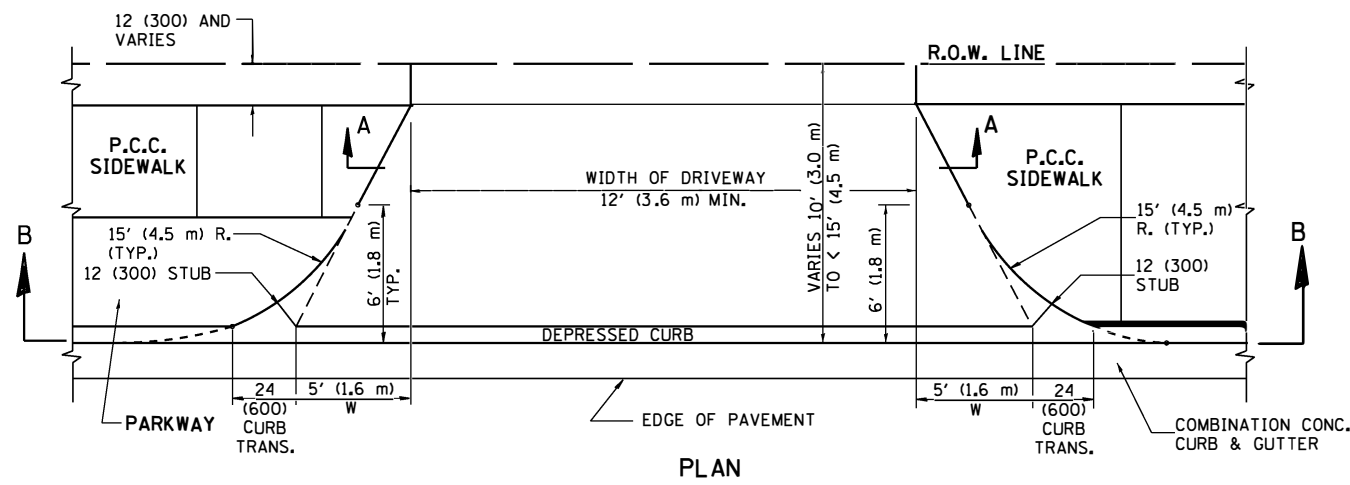 12 (300) AND
VARIES
R.O.W. LINE
A
A
P.C.C.
SIDEWALK
P.C.C.
SIDEWALK
WIDTH OF DRIVEWAY
12' (3.6 m) MIN.
VARIES 10' (3.0 m)
TO < 15' (4.5 m)
B
B
15' (4.5 m) R.
(TYP.)
12 (300) STUB
6' (1.8 m)
TYP.
6' (1.8 m)
15' (4.5 m)
R. (TYP.)
12 (300)
STUB
DEPRESSED CURB
24
(600)
CURB
TRANS.
5' (1.6 m)
W
5' (1.6 m)
W
24
(600)
CURB
TRANS.
PARKWAY
EDGE OF PAVEMENT
COMBINATION CONC.
CURB & GUTTER
PLAN